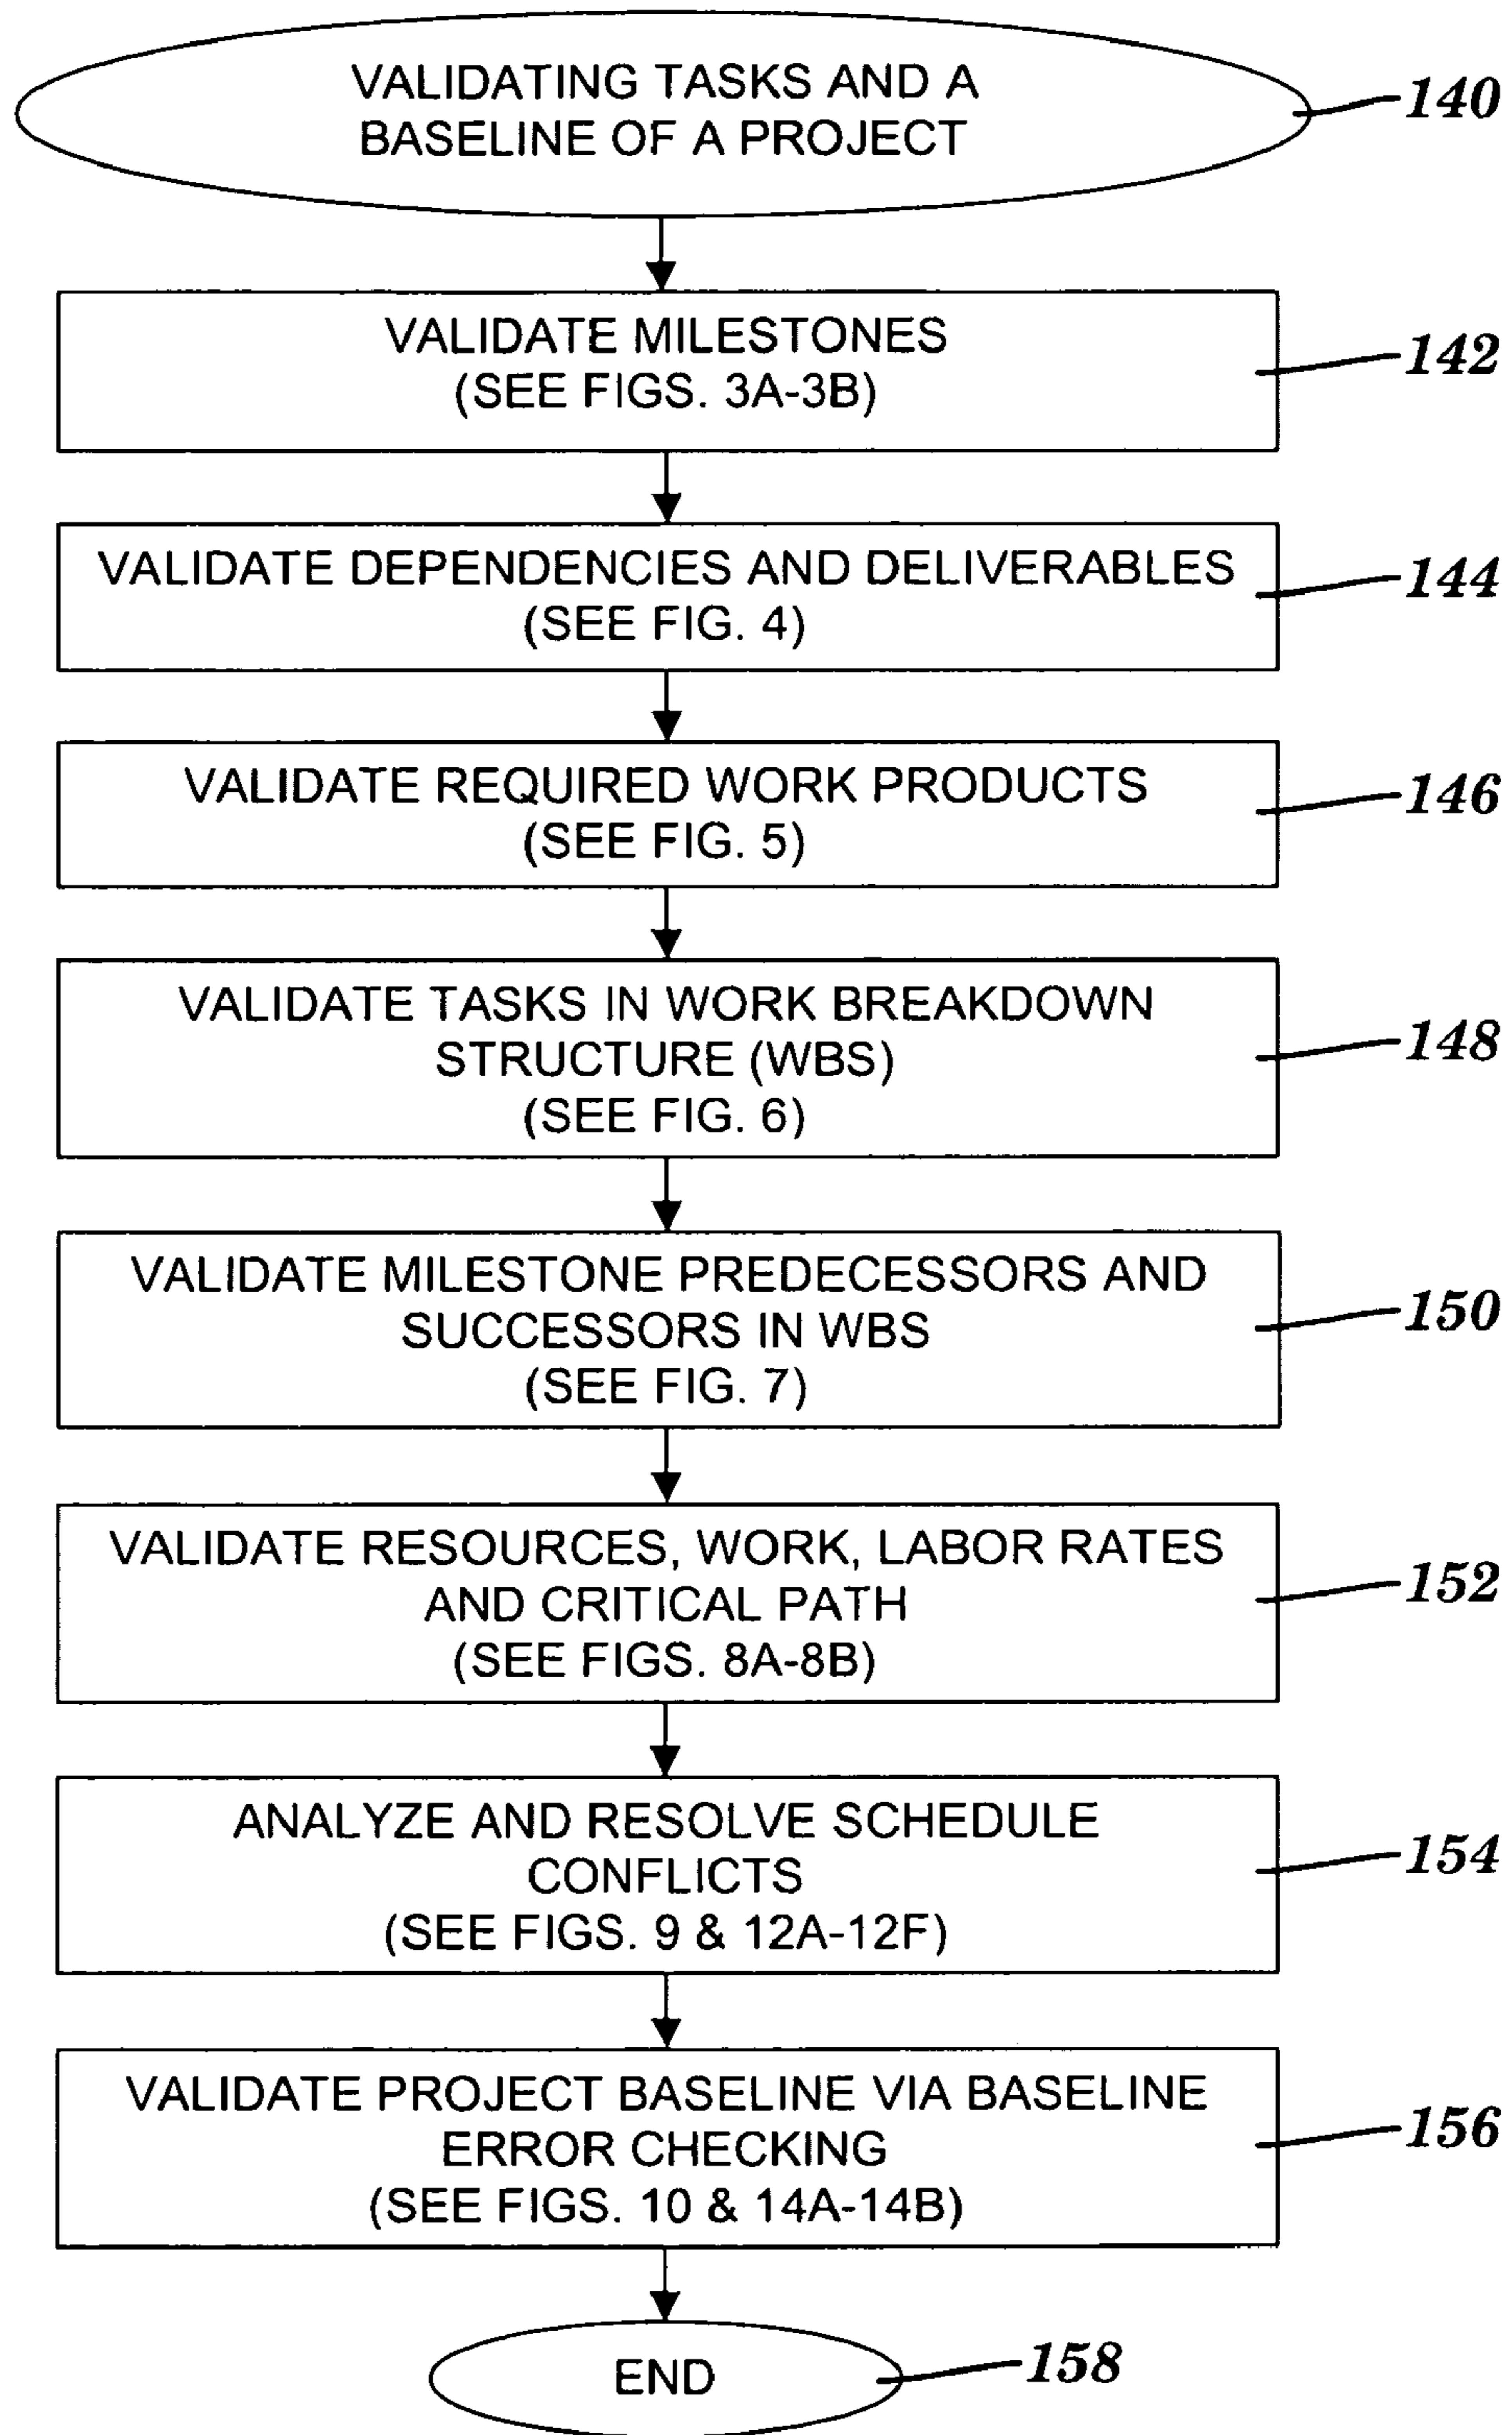 VALIDATING TASKS AND A
BASELINE OF A PROJECT
140
VALIDATE MILESTONES
(SEE FIGS. 3A-3B)
142
VALIDATE DEPENDENCIES AND DELIVERABLES
(SEE FIG. 4)
144
VALIDATE REQUIRED WORK PRODUCTS
(SEE FIG. 5)
146
VALIDATE TASKS IN WORK BREAKDOWN
STRUCTURE (WBS)
(SEE FIG. 6)
148
VALIDATE MILESTONE PREDECESSORS AND
SUCCESSORS IN WBS
(SEE FIG. 7)
150
VALIDATE RESOURCES, WORK, LABOR RATES
AND CRITICAL PATH
(SEE FIGS. 8A-8B)
152
ANALYZE AND RESOLVE SCHEDULE
CONFLICTS
(SEE FIGS. 9 & 12A-12F)
154
VALIDATE PROJECT BASELINE VIA BASELINE
ERROR CHECKING
(SEE FIGS. 10 & 14A-14B)
156
END
158